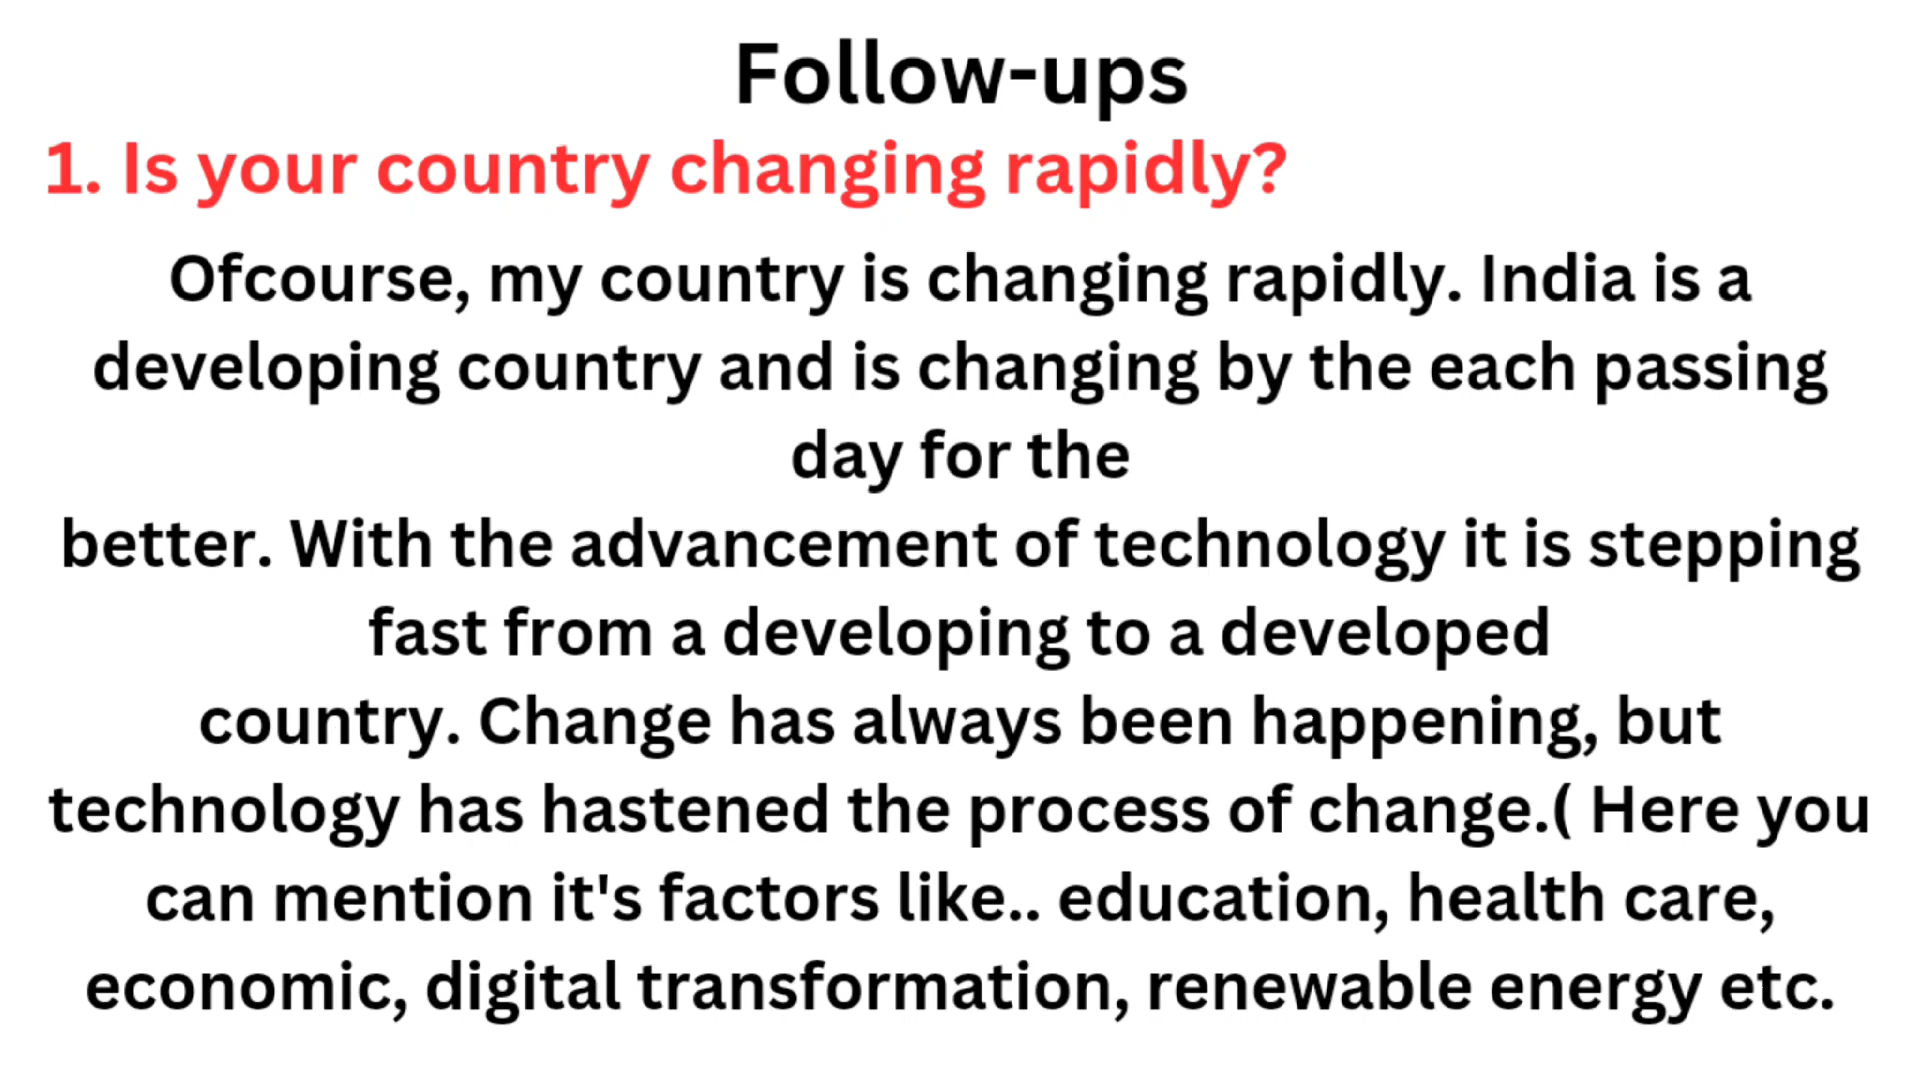 Follow-ups
1. Is your country changing rapidly?
Ofcourse, my country is changing rapidly. India is a
developing country and is changing by the each passing
day for the
better. With the advancement of technology it is stepping
fast from a developing to a developed
country. Change has always been happening, but
technology has hastened the process of change.( Here you
can mention it's factors like.. education, health care,
economic, digital transformation, renewable energy etc.